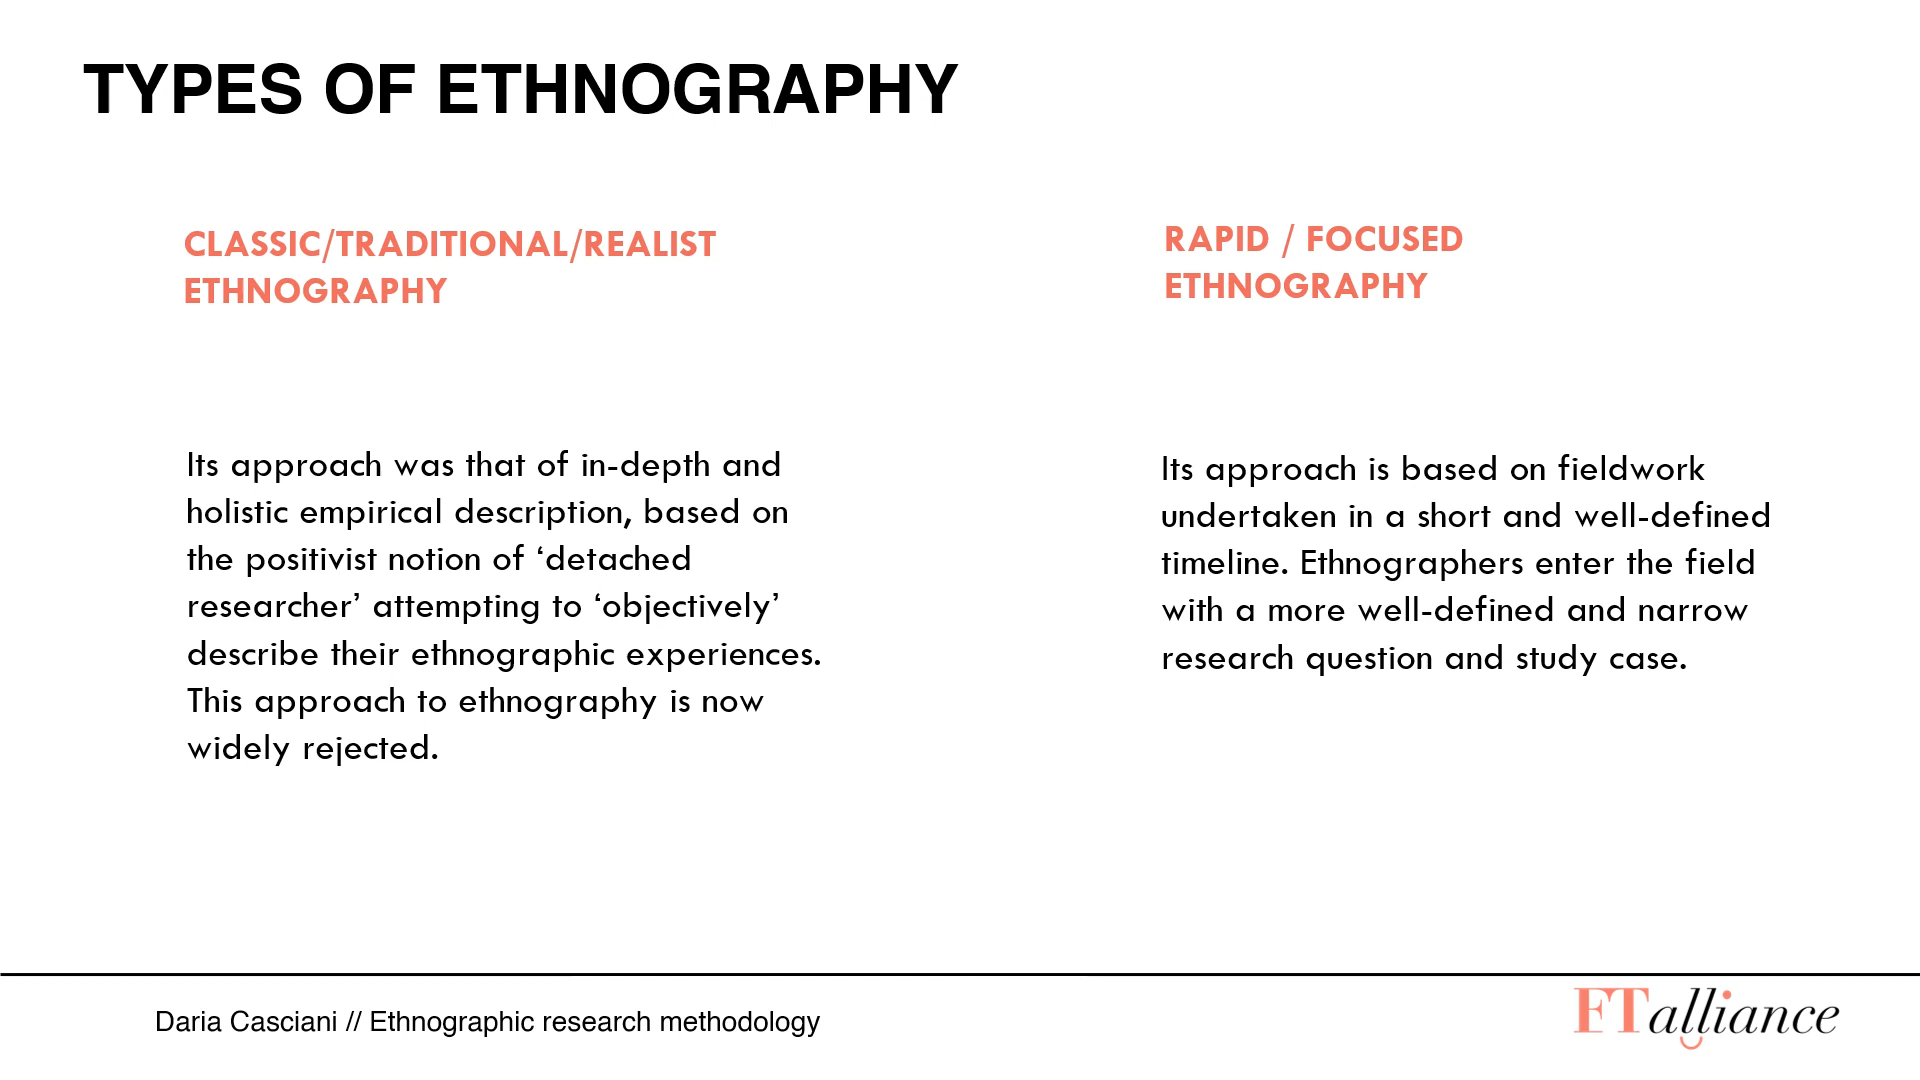 TYPES OF ETHNOGRAPHY
CLASSIC/TRADITIONAL/REALIST
ETHNOGRAPHY
Its approach was that of in-depth and
holistic empirical description, based on
the positivist notion of ‘detached
researcher’ attempting to ‘objectively’
describe their ethnographic experiences.
This approach to ethnography is now
widely rejected.
RAPID / FOCUSED
ETHNOGRAPHY
Its approach is based on fieldwork
undertaken in a short and well-defined
timeline. Ethnographers enter the field
with a more well-defined and narrow
research question and study case.
Daria Casciani // Ethnographic research methodology
FTalliance